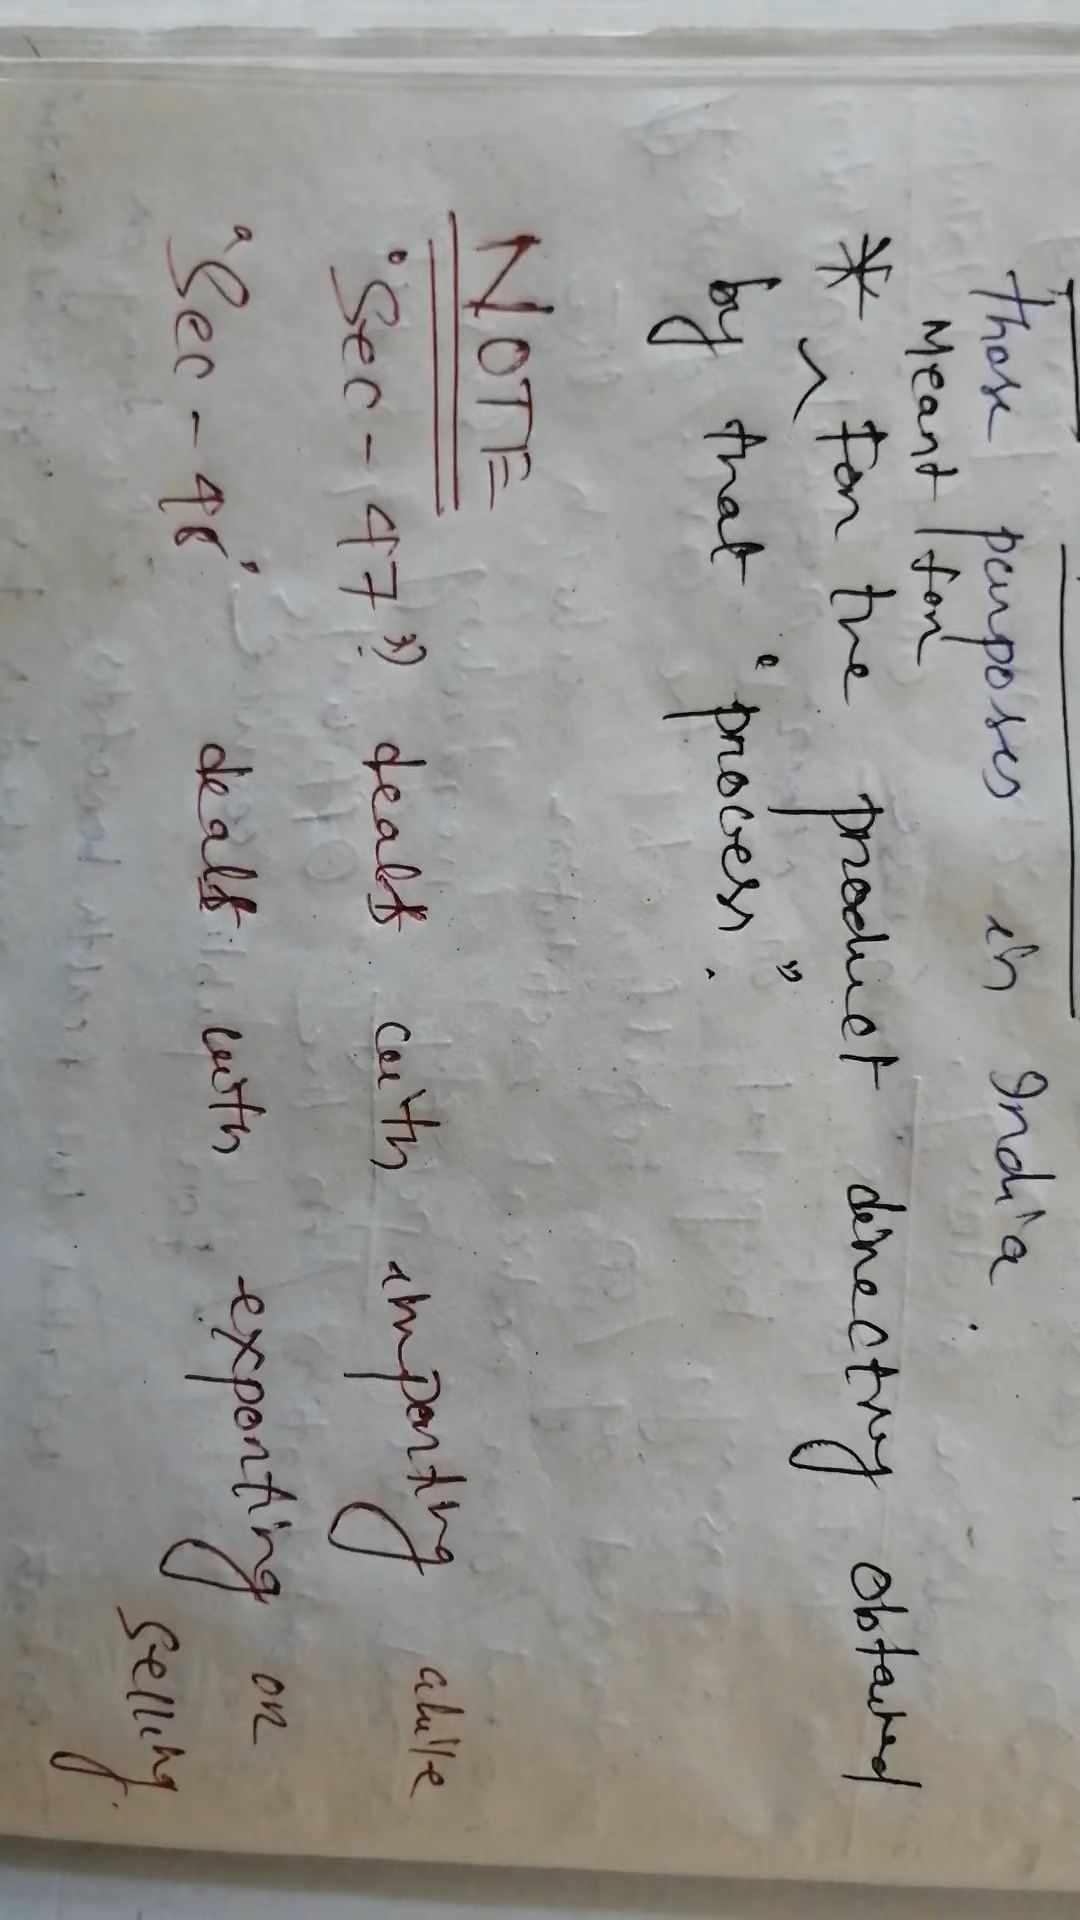 those purposes in India.
Meant for
* ^ for the product directry obtained
by that "process".
NOTE
"Sec - 47" deals with importing while
"Sec - 48" deals with exporting or
selling.